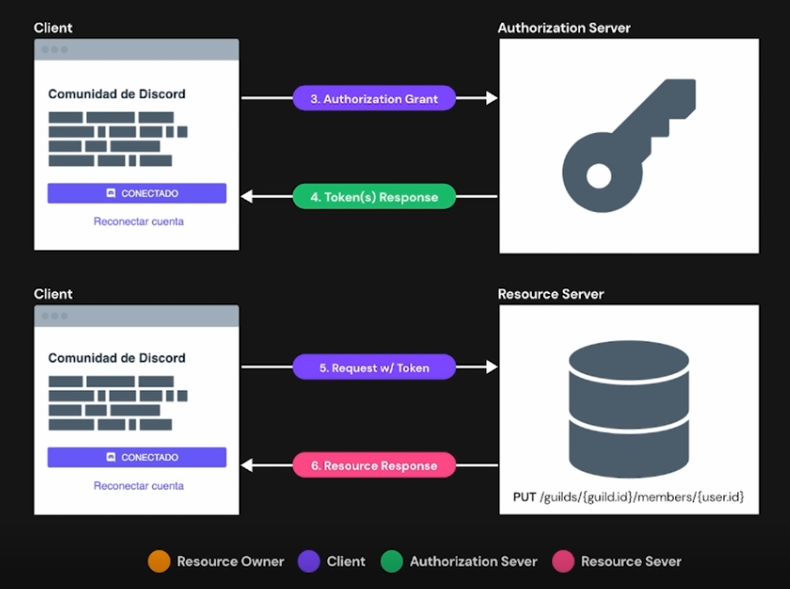 Client
Authorization Server
Comunidad de Discord
3. Authorization Grant
CONECTADO
4. Token(s) Response
Reconectar cuenta
Client
Resource Server
Comunidad de Discord
5. Request w/ Token
CONECTADO
6. Resource Response
Reconectar cuenta
PUT /guilds/{guild.id}/members/{user.id}
Resource Owner
Client
Authorization Sever
Resource Sever